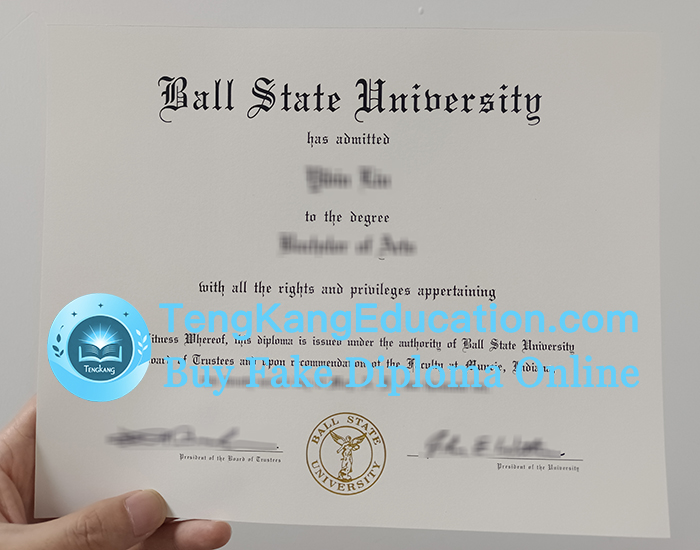 Ball State University
has admitted
to the degree
with all the rights and privileges appertaining
TengKangEducation.com
itness Whereof, this diploma is issued under the authority of Ball State University
oard of Trustees and upon recommendation of the Faculty at Muncie, Indiana
Buy Fake Diploma Online
TENGKANG
BALL STATE
UNIVERSITY
President of the Board of Trustees
President of the University